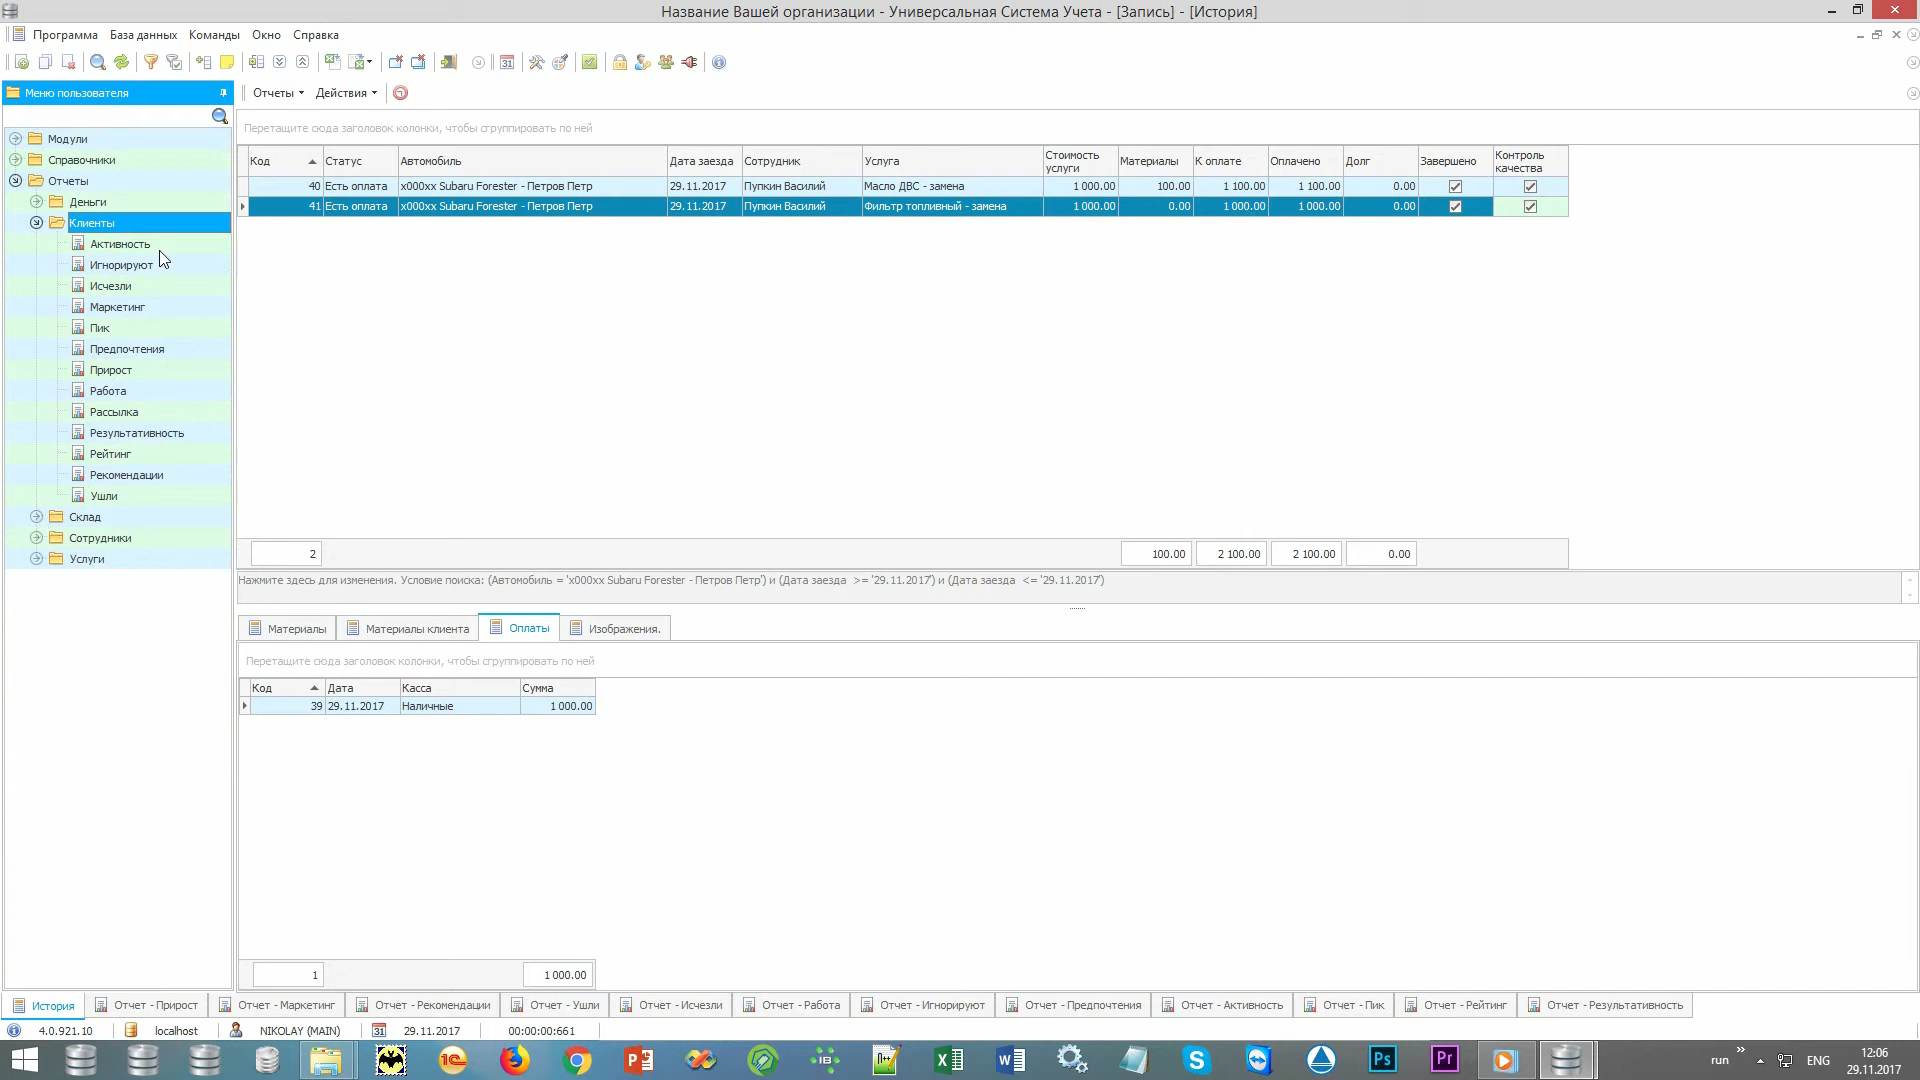 Название Вашей организации - Универсальная Система Учета - [Запись] - [История]
Программа База данных Команды Окно Справка
Меню пользователя
Отчеты Действия
Модули
Справочники
Отчеты
Деньги
Клиенты
Активность
Игнорируют
Исчезли
Маркетинг
Пик
Предпочтения
Прирост
Работа
Рассылка
Результативность
Рейтинг
Рекомендации
Ушли
Склад
Сотрудники
Услуги
Перетащите сюда заголовок колонки, чтобы сгруппировать по ней
Код Статус Автомобиль Дата заезда Сотрудник Услуга Стоимость услуги Материалы К оплате Оплачено Долг Завершено Контроль качества
40 Есть оплата x000xx Subaru Forester - Петров Петр 29.11.2017 Пупкин Василий Масло ДВС - замена 1 000.00 100.00 1 100.00 1 100.00 0.00
41 Есть оплата x000xx Subaru Forester - Петров Петр 29.11.2017 Пупкин Василий Фильтр топливный - замена 1 000.00 0.00 1 000.00 1 000.00 0.00
2 100.00 2 100.00 2 100.00 0.00
Нажмите здесь для изменения. Условие поиска: (Автомобиль = 'x000xx Subaru Forester - Петров Петр') и (Дата заезда >= '29.11.2017') и (Дата заезда <= '29.11.2017')
Материалы Материалы клиента Оплаты Изображения.
Перетащите сюда заголовок колонки, чтобы сгруппировать по ней
Код Дата Касса Сумма
39 29.11.2017 Наличные 1 000.00
1 1 000.00
История Отчет - Прирост Отчет - Маркетинг Отчет - Рекомендации Отчет - Ушли Отчет - Исчезли Отчет - Работа Отчет - Игнорируют Отчет - Предпочтения Отчет - Активность Отчет - Пик Отчет - Рейтинг Отчет - Результативность
4.0.921.10 localhost NIKOLAY (MAIN) 31 29.11.2017 00:00:00:661
run ENG 12:06
29.11.2017